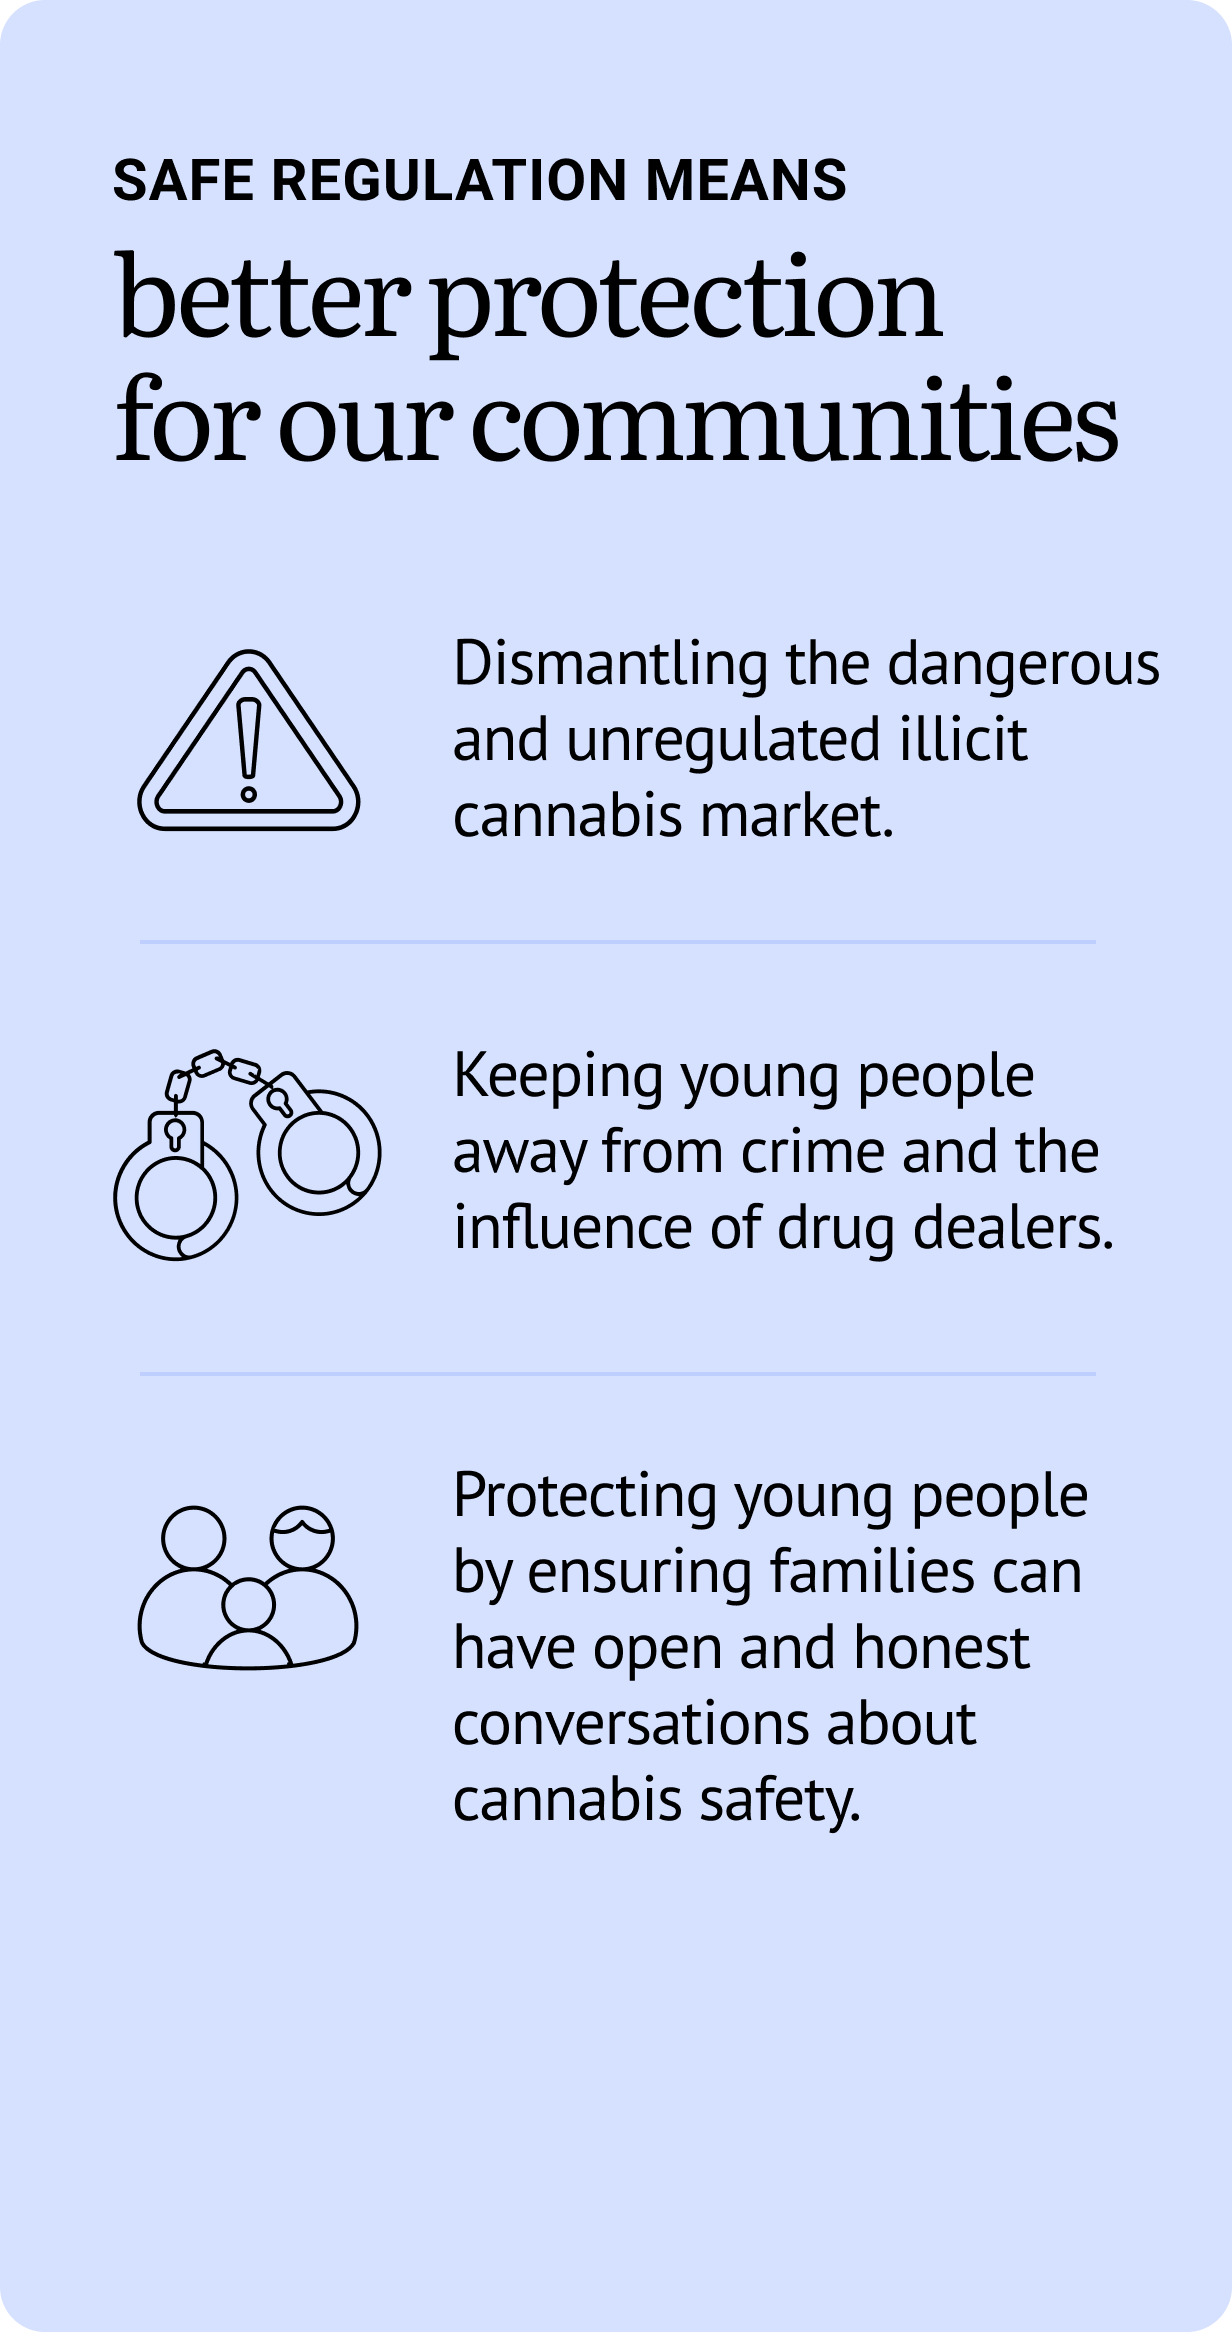 SAFE REGULATION MEANS
better protection
for our communities
Dismantling the dangerous
and unregulated illicit
cannabis market.
Keeping young people
away from crime and the
influence of drug dealers.
Protecting young people
by ensuring families can
have open and honest
conversations about
cannabis safety.